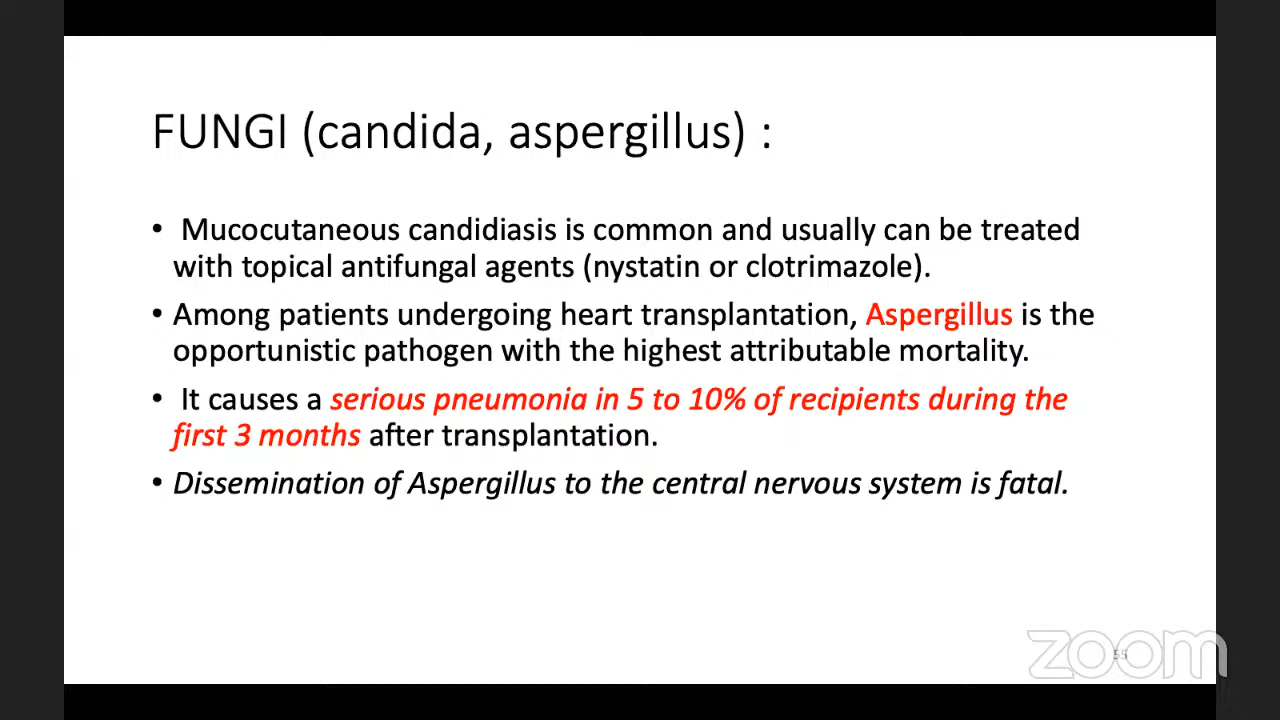 FUNGI (candida, aspergillus) :
• Mucocutaneous candidiasis is common and usually can be treated
with topical antifungal agents (nystatin or clotrimazole).
• Among patients undergoing heart transplantation, Aspergillus is the
opportunistic pathogen with the highest attributable mortality.
• It causes a serious pneumonia in 5 to 10% of recipients during the
first 3 months after transplantation.
• Dissemination of Aspergillus to the central nervous system is fatal.
zoom
55